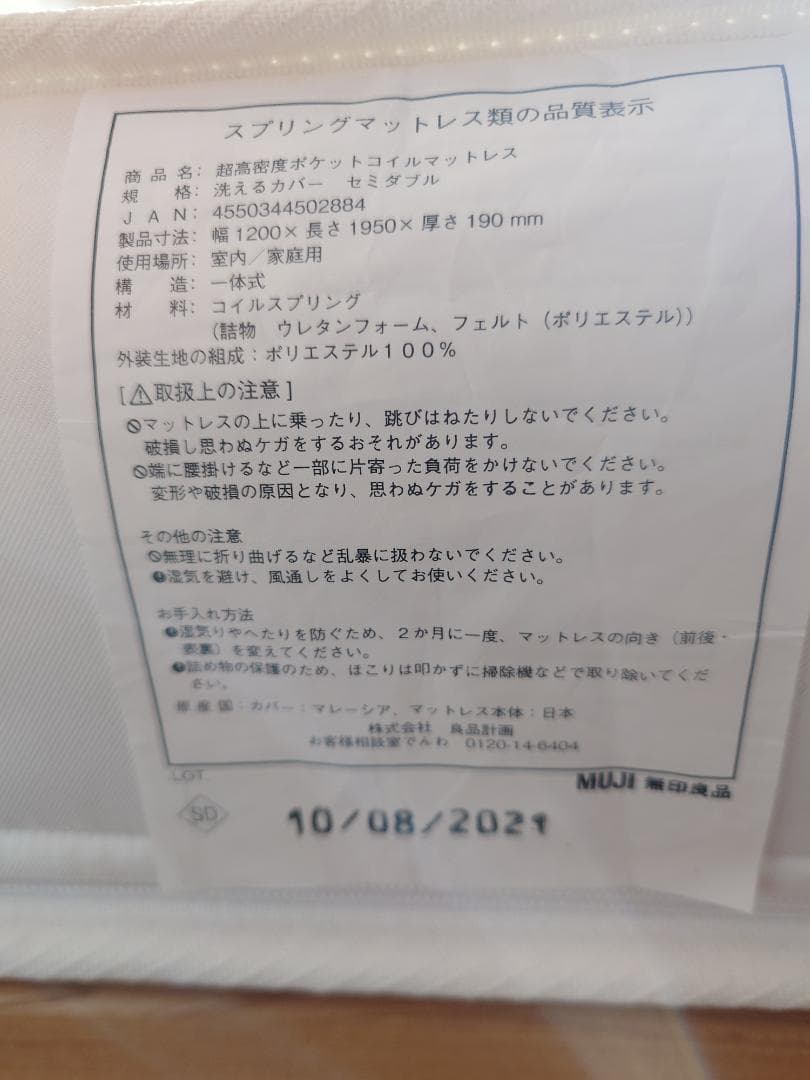 スプリングマットレス類の品質表示
商品名：超高密度ポケットコイルマットレス
規格：洗えるカバー　セミダブル
ＪＡＮ：4550344502884
製品寸法：幅1200×長さ1950×厚さ190 mm
使用場所：室内／家庭用
構造：一体式
材料：コイルスプリング
（詰物　ウレタンフォーム、フェルト（ポリエステル））
外装生地の組成：ポリエステル１００％
[⚠取扱上の注意]
🚫マットレスの上に乗ったり、跳びはねたりしないでください。
破損し思わぬケガをするおそれがあります。
🚫端に腰掛けるなど一部に片寄った負荷をかけないでください。
変形や破損の原因となり、思わぬケガをすることがあります。
その他の注意
🚫無理に折り曲げるなど乱暴に扱わないでください。
❶湿気を避け、風通しをよくしてお使いください。
お手入れ方法
❶湿気りやへたりを防ぐため、２か月に一度、マットレスの向き（前後・
表裏）を変えてください。
❶詰め物の保護のため、ほこりは叩かずに掃除機などで取り除いてくだ
さい。
原産国：カバー：マレーシア、マットレス本体：日本
株式会社　良品計画
お客様相談室でんわ　0120-14-6404
LOT.
MUJI 無印良品
SD
10/08/2021